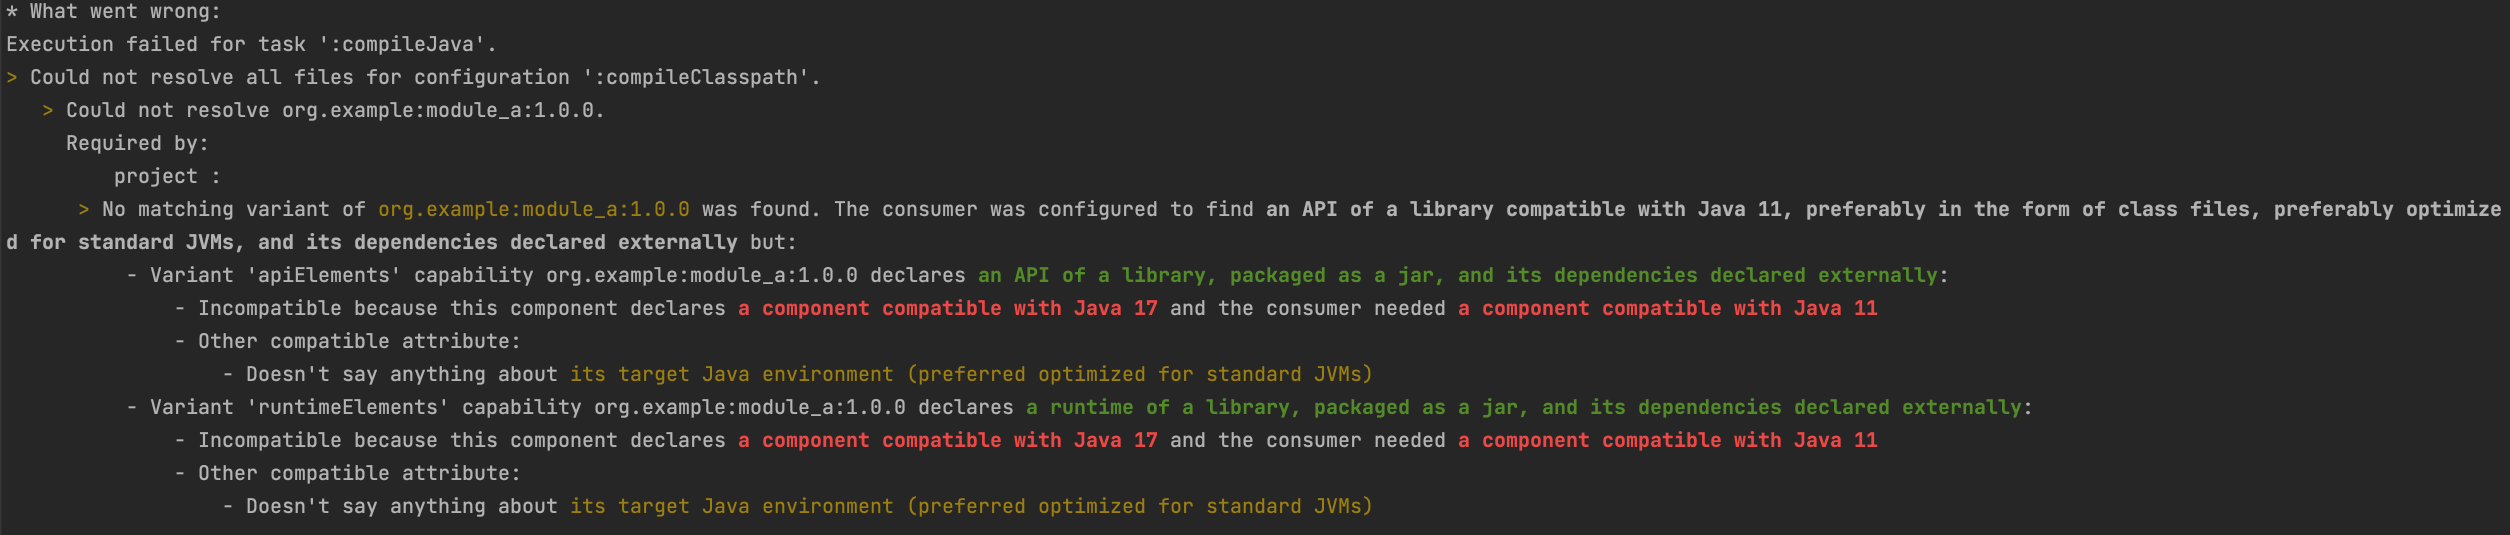 * What went wrong:
Execution failed for task ':compileJava'.
> Could not resolve all files for configuration ':compileClasspath'.
   > Could not resolve org.example:module_a:1.0.0.
     Required by:
         project :
      > No matching variant of org.example:module_a:1.0.0 was found. The consumer was configured to find an API of a library compatible with Java 11, preferably in the form of class files, preferably optimize
d for standard JVMs, and its dependencies declared externally but:
          - Variant 'apiElements' capability org.example:module_a:1.0.0 declares an API of a library, packaged as a jar, and its dependencies declared externally:
              - Incompatible because this component declares a component compatible with Java 17 and the consumer needed a component compatible with Java 11
              - Other compatible attribute:
                  - Doesn't say anything about its target Java environment (preferred optimized for standard JVMs)
          - Variant 'runtimeElements' capability org.example:module_a:1.0.0 declares a runtime of a library, packaged as a jar, and its dependencies declared externally:
              - Incompatible because this component declares a component compatible with Java 17 and the consumer needed a component compatible with Java 11
              - Other compatible attribute:
                  - Doesn't say anything about its target Java environment (preferred optimized for standard JVMs)